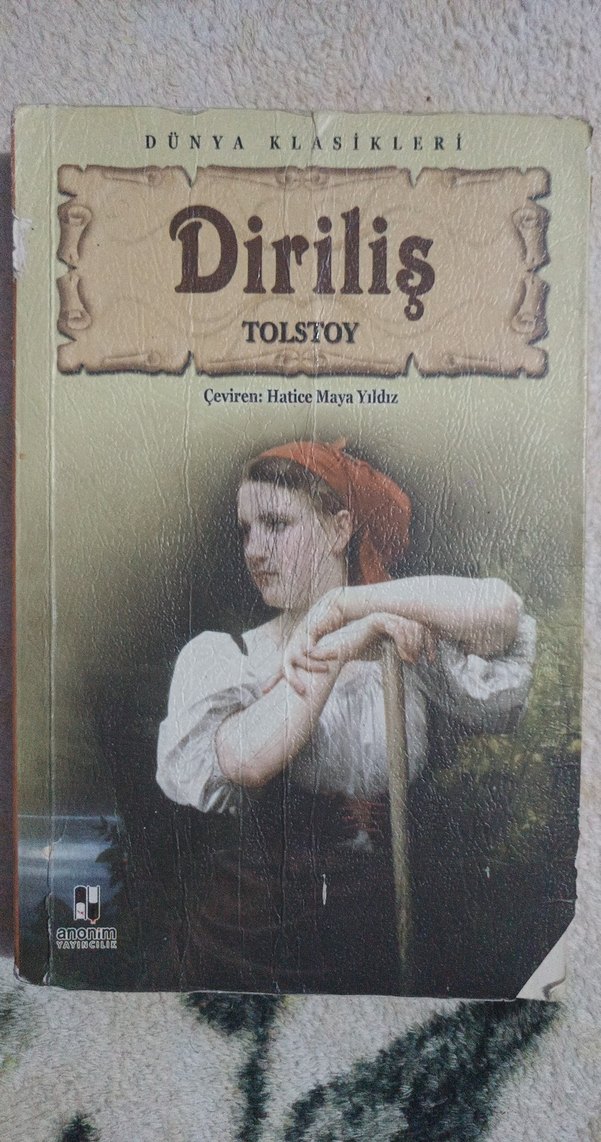 DÜNYA KLASİKLERİ
Diriliş
TOLSTOY
Çeviren: Hatice Maya Yıldız
anonim
YAYINCILIK